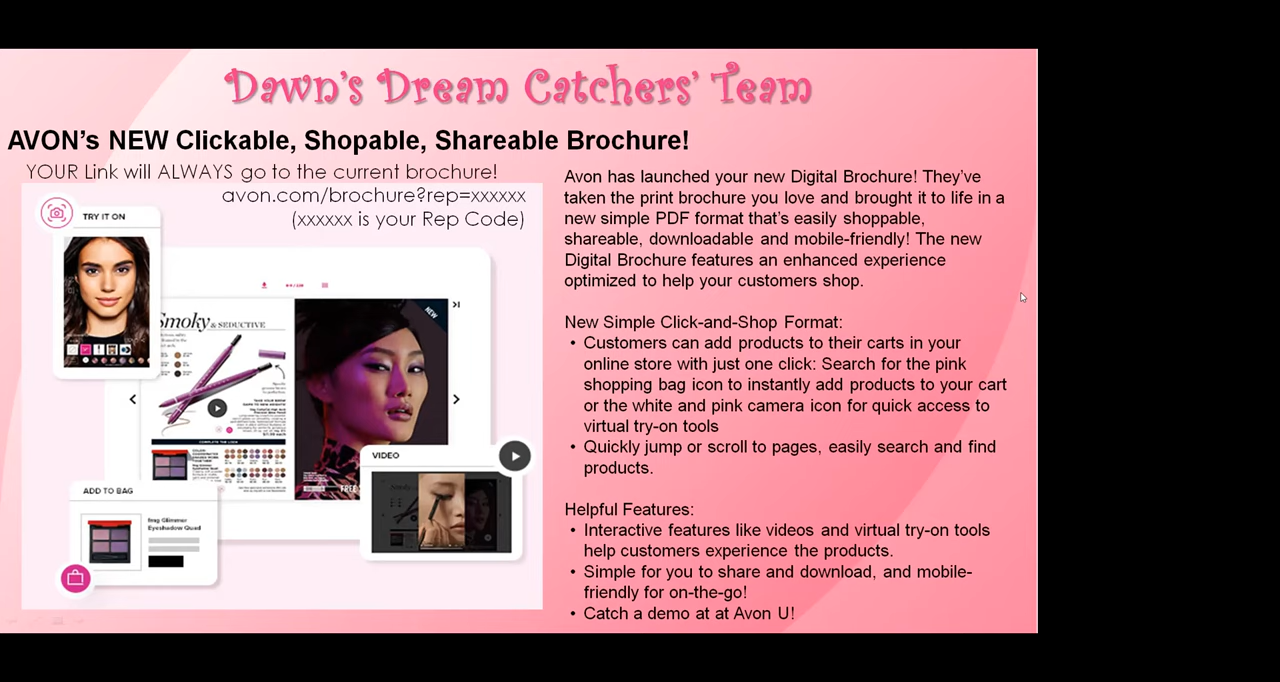 Dawn's Dream Catchers' Team
AVON's NEW Clickable, Shopable, Shareable Brochure!
YOUR Link will ALWAYS go to the current brochure!
avon.com/brochure?rep=xxxxxx
(xxxxxx is your Rep Code)
TRY IT ON
Smoky & SEDUCTIVE
NEW
COMPLETE THE LOOK
FREE
VIDEO
ADD TO BAG
Eyeshadow Quad
Avon has launched your new Digital Brochure! They've
taken the print brochure you love and brought it to life in a
new simple PDF format that's easily shoppable,
shareable, downloadable and mobile-friendly! The new
Digital Brochure features an enhanced experience
optimized to help your customers shop.
New Simple Click-and-Shop Format:
• Customers can add products to their carts in your
online store with just one click: Search for the pink
shopping bag icon to instantly add products to your cart
or the white and pink camera icon for quick access to
virtual try-on tools
• Quickly jump or scroll to pages, easily search and find
products.
Helpful Features:
• Interactive features like videos and virtual try-on tools
help customers experience the products.
• Simple for you to share and download, and mobile-
friendly for on-the-go!
• Catch a demo at at Avon U!